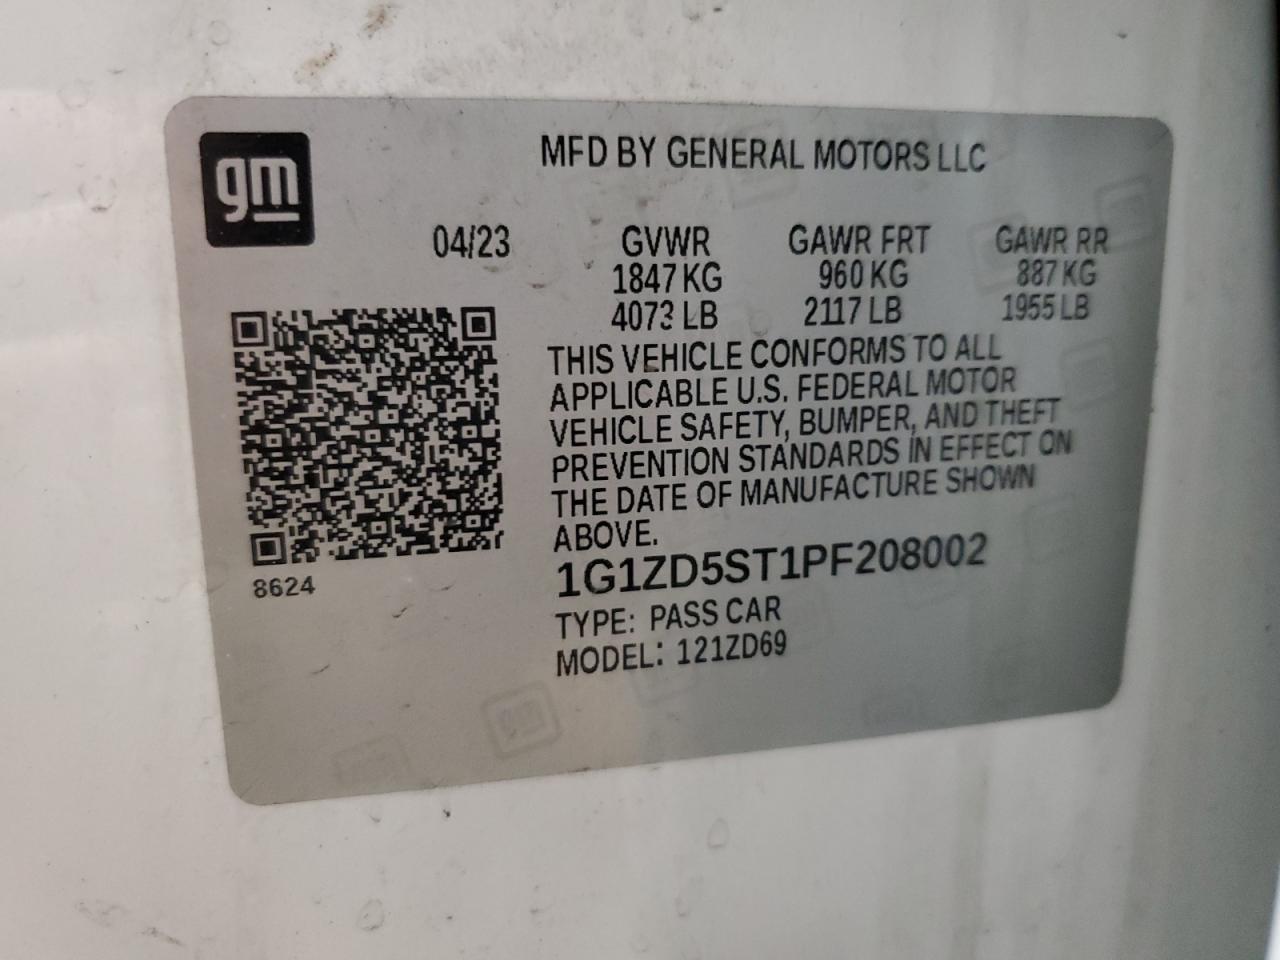 gm
MFD BY GENERAL MOTORS LLC
04/23 GVWR GAWR FRT GAWR RR
1847 KG 960 KG 887 KG
4073 LB 2117 LB 1955 LB
THIS VEHICLE CONFORMS TO ALL
APPLICABLE U.S. FEDERAL MOTOR
VEHICLE SAFETY, BUMPER, AND THEFT
PREVENTION STANDARDS IN EFFECT ON
THE DATE OF MANUFACTURE SHOWN
ABOVE.
8624
1G1ZD5ST1PF208002
TYPE: PASS CAR
MODEL: 121ZD69
gm